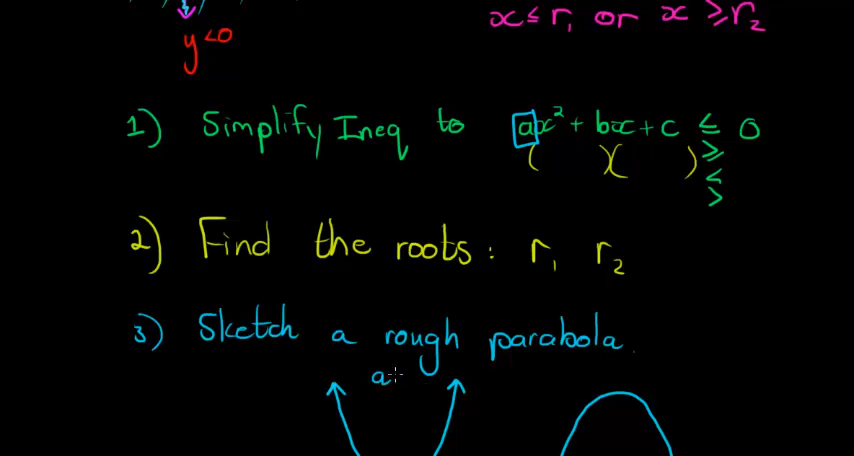 x ≤ r₁ or x ≥ r₂
y<0
1) Simplify Ineq to ax² + bx + c ≤ 0
( )( ) ≥
<
>
2) Find the roots: r₁ r₂
3) Sketch a rough parabola.
a